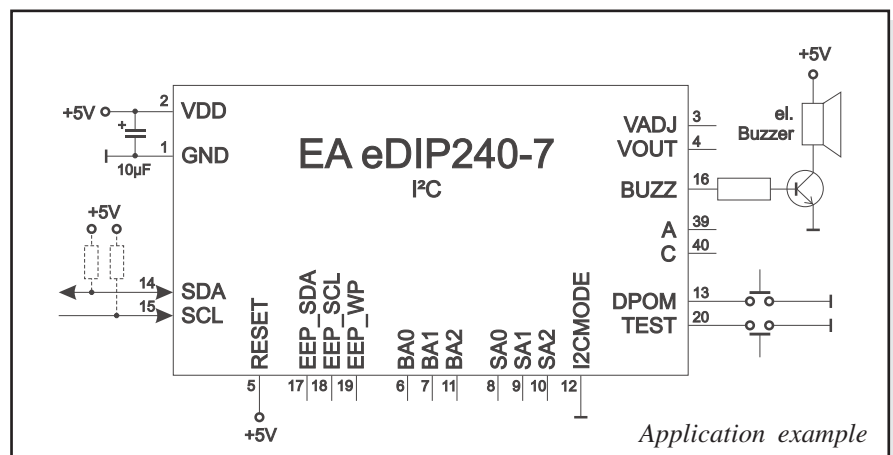 +5V
2
VDD
1
GND
+
10µF
EA eDIP240-7
I²C
+5V
14
SDA
15
SCL
VADJ 3
VOUT 4
BUZZ 16
el.
Buzzer
+5V
A 39
C 40
DPOM 13
TEST 20
RESET
EEP_SDA
EEP_SCL
EEP_WP
BA0
BA1
BA2
SA0
SA1
SA2
I2CMODE
5 17 18 19 6 7 11 8 9 10 12
+5V
Application example